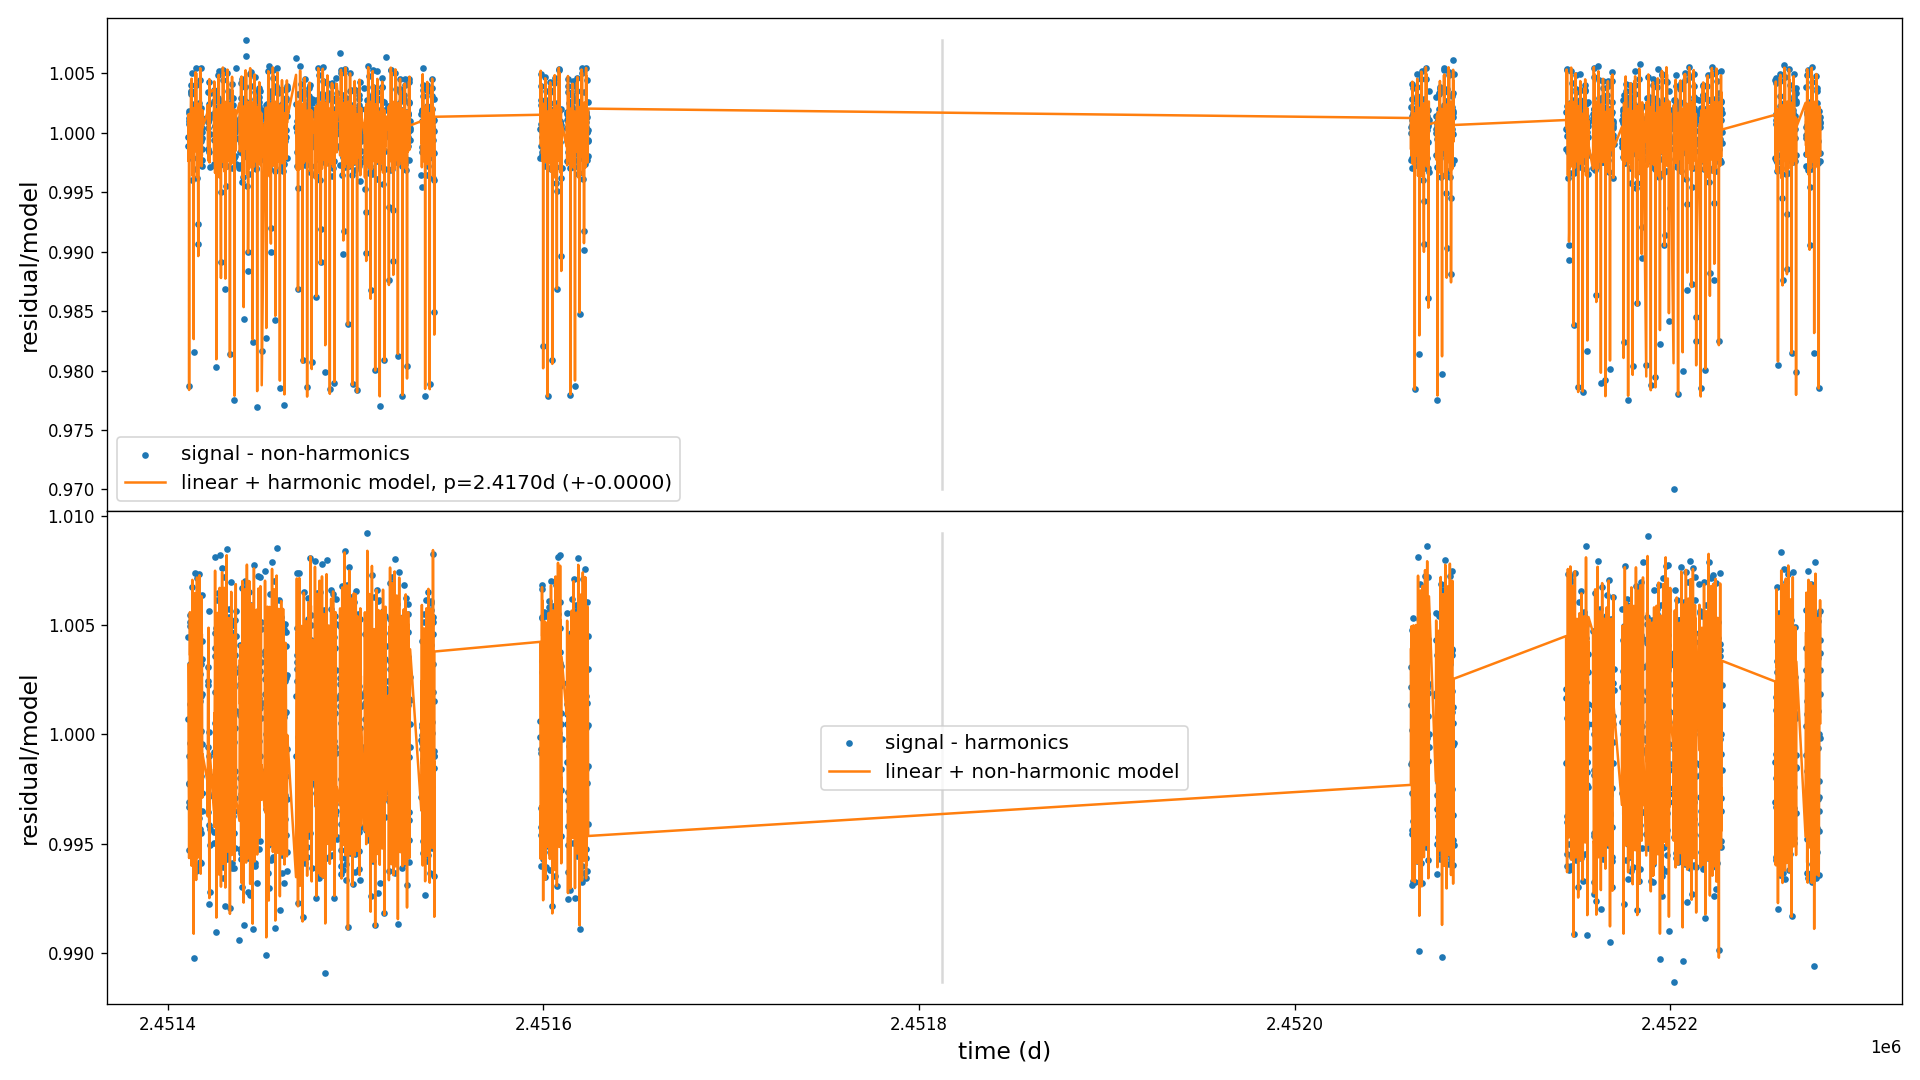 1.005
1.000
0.995
0.990
0.985
0.980
0.975
0.970
residual/model
signal - non-harmonics
linear + harmonic model, p=2.4170d (+-0.0000)
1.010
1.005
1.000
0.995
0.990
residual/model
signal - harmonics
linear + non-harmonic model
2.4514
2.4516
2.4518
2.4520
2.4522
1e6
time (d)